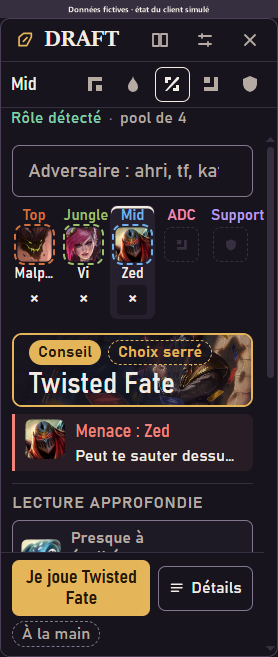 Données fictives · état du client simulé
DRAFT
Mid
Rôle détecté · pool de 4
Adversaire : ahri, tf, ka
Top Jungle Mid ADC Support
Malp... Vi Zed
× × ×
Conseil Choix serré
Twisted Fate
Menace : Zed
Peut te sauter dessu...
LECTURE APPROFONDIE
Presque à
Je joue Twisted
Fate
Détails
À la main